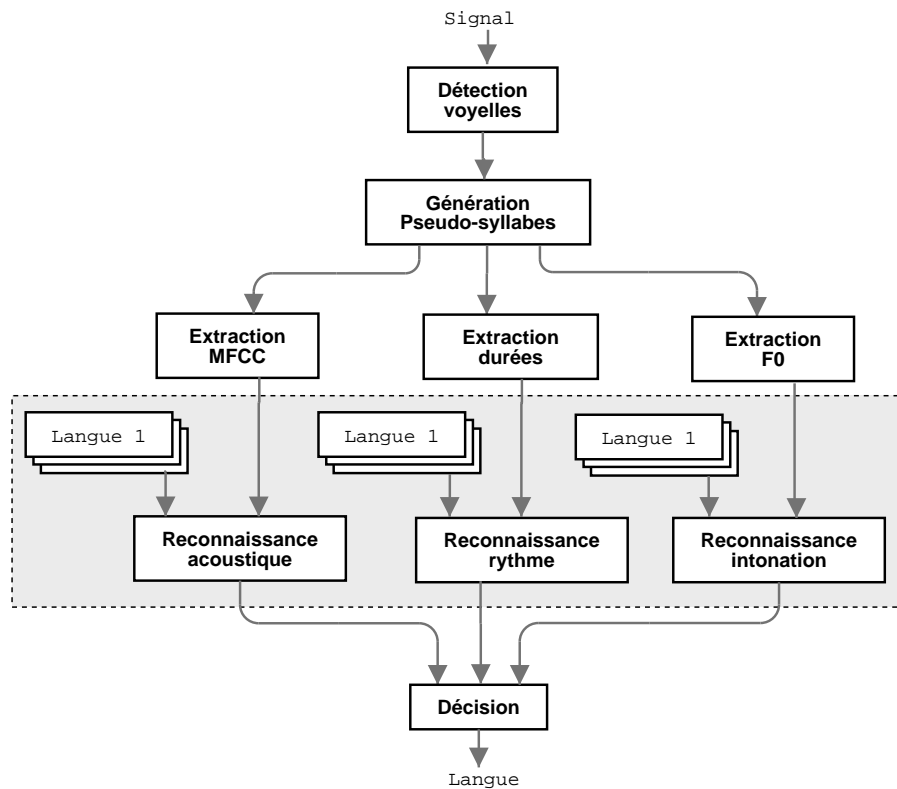 Signal
Détection
voyelles
Génération
Pseudo-syllabes
Extraction
MFCC
Extraction
durées
Extraction
F0
Langue 1
Langue 1
Langue 1
Reconnaissance
acoustique
Reconnaissance
rythme
Reconnaissance
intonation
Décision
Langue